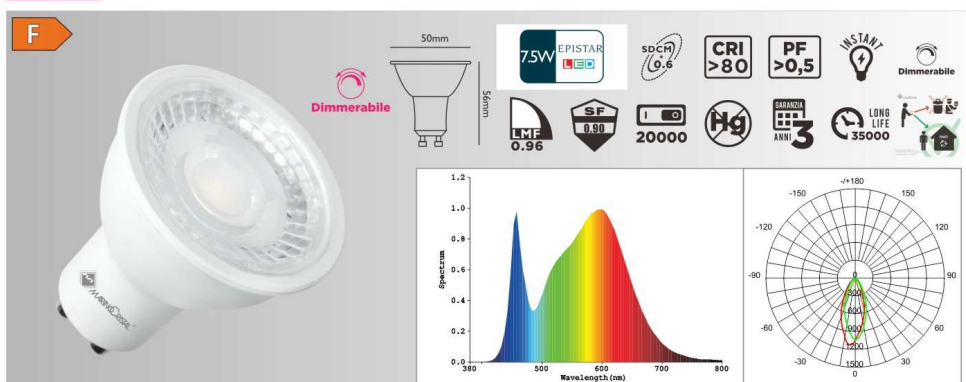 F
50mm
56mm
Dimmerabile
7.5W EPISTAR
LED
SDCM
0.6
CRI
>80
PF
>0,5
INSTANT
Dimmerabile
LMF
0.96
SF
0.90
I O
20000
Hg
GARANZIA
ANNI 3
LONG
LIFE
35000
MARINO CRISTAL ®
1.2
1.0
0.8
0.6
0.4
0.2
0.0
Spectrum
380 500 600 700 800
Wavelength(nm)
-/+180
-150 150
-120 120
-90 90
-60 60
-30 30
0
0
300
600
900
1200
1500